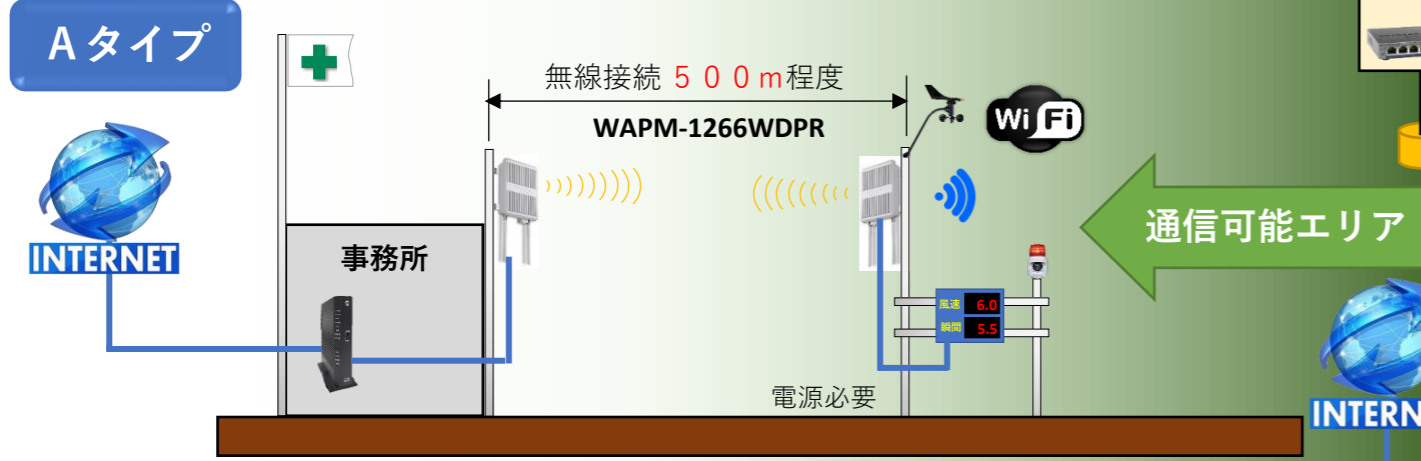 Aタイプ
無線接続 ５００ｍ程度
WAPM-1266WDPR
Wi Fi
INTERNET
事務所
通信可能エリア
風速 6.0
瞬間 5.5
電源必要
INTERN